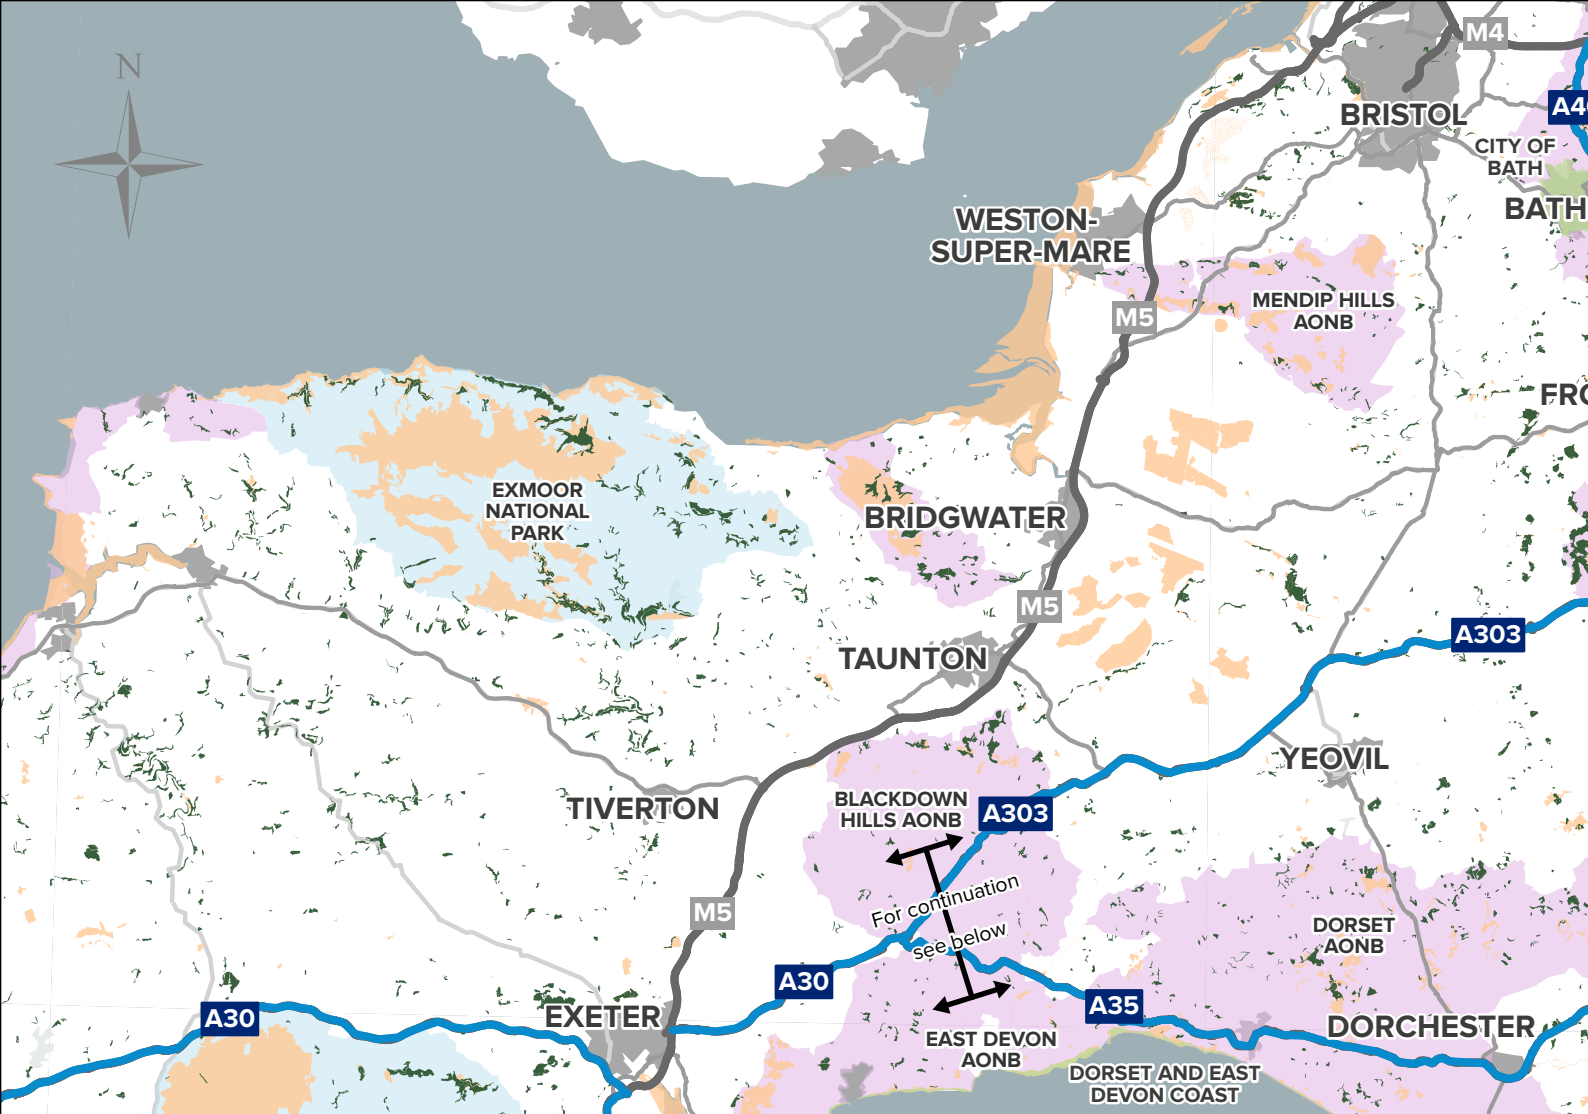 M4
N
A4
BRISTOL
CITY OF
BATH
BATH
WESTON-
SUPER-MARE
MENDIP HILLS
AONB
M5
FRO
EXMOOR
NATIONAL
PARK
BRIDGWATER
M5
A303
TAUNTON
YEOVIL
TIVERTON
BLACKDOWN
HILLS AONB
A303
For continuation
see below
M5
DORSET
AONB
A30
A35
A30
EXETER
DORCHESTER
EAST DEVON
AONB
DORSET AND EAST
DEVON COAST